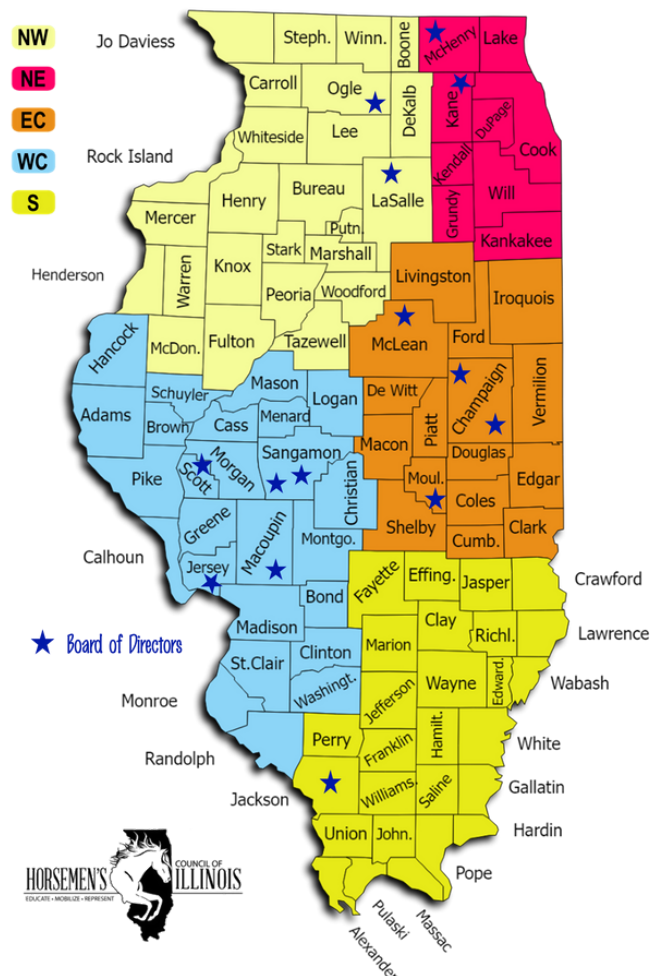 NW
NE
EC
WC
S
Jo Daviess
Steph.
Winn.
Boone
McHenry
Lake
Carroll
Ogle
DeKalb
Kane
DuPage
Cook
Whiteside
Lee
Rock Island
Kendall
Will
Henry
Bureau
LaSalle
Grundy
Mercer
Putn.
Kankakee
Stark
Marshall
Henderson
Warren
Knox
Peoria
Woodford
Livingston
Iroquois
Hancock
McDon.
Fulton
Tazewell
McLean
Ford
Mason
Schuyler
Logan
De Witt
Champaign
Vermilion
Adams
Brown
Cass
Menard
Piatt
Macon
Sangamon
Douglas
Pike
Scott
Morgan
Christian
Moul.
Edgar
Coles
Greene
Macoupin
Shelby
Montgo.
Cumb.
Clark
Calhoun
Jersey
Fayette
Effing.
Jasper
Crawford
Bond
Madison
Clay
Richl.
Lawrence
Board of Directors
Marion
Clinton
St.Clair
Wayne
Edward.
Wabash
Washingt.
Jefferson
Monroe
Perry
Hamilt.
White
Randolph
Franklin
Jackson
Williams.
Saline
Gallatin
Union
John.
Hardin
Pope
Pulaski
Massac
Alexander
HORSEMEN'S
COUNCIL OF
ILLINOIS
EDUCATE • MOBILIZE • REPRESENT